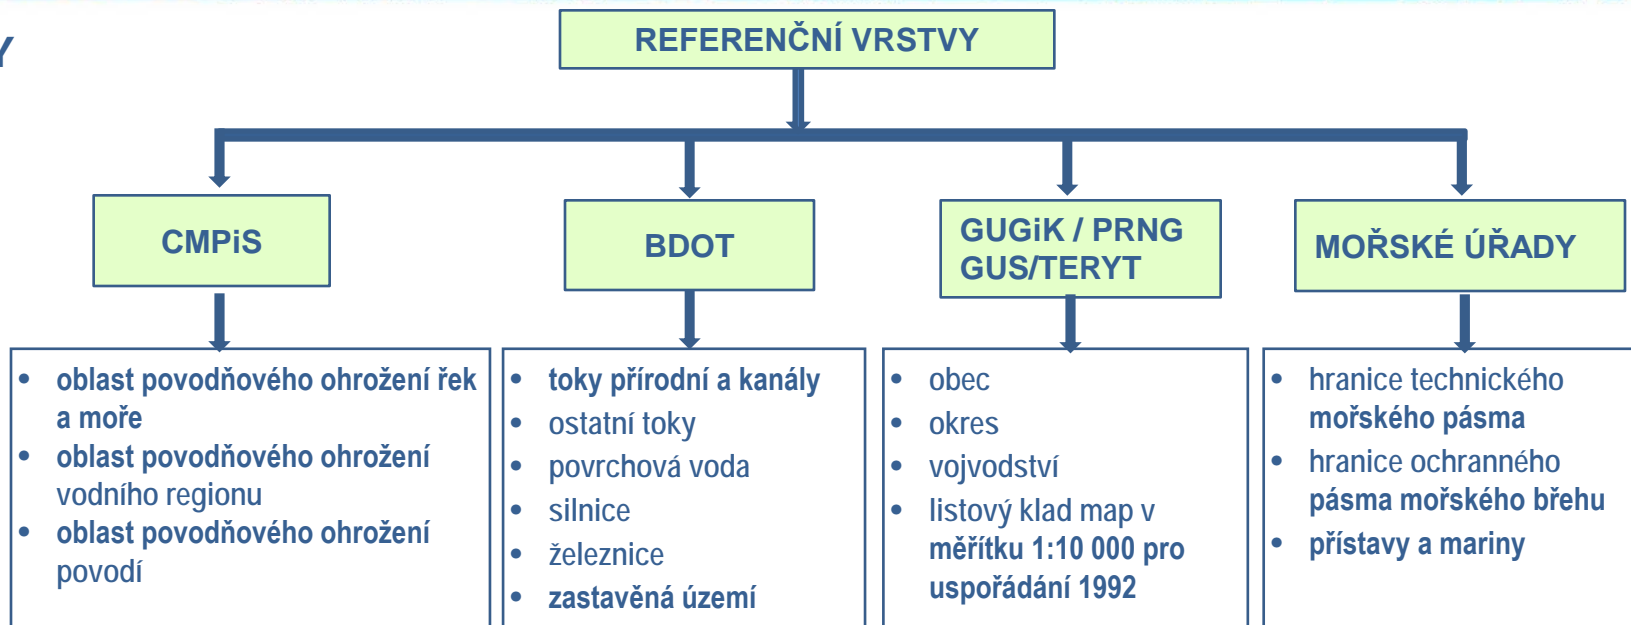 Y
REFERENČNÍ VRSTVY
CMPiS
BDOT
GUGiK / PRNG
GUS/TERYT
MOŘSKÉ ÚŘADY
• oblast povodňového ohrožení řek
a moře
• oblast povodňového ohrožení
vodního regionu
• oblast povodňového ohrožení
povodí
• toky přírodní a kanály
• ostatní toky
• povrchová voda
• silnice
• železnice
• zastavěná území
• obec
• okres
• vojvodství
• listový klad map v
měřítku 1:10 000 pro
uspořádání 1992
• hranice technického
mořského pásma
• hranice ochranného
pásma mořského břehu
• přístavy a mariny